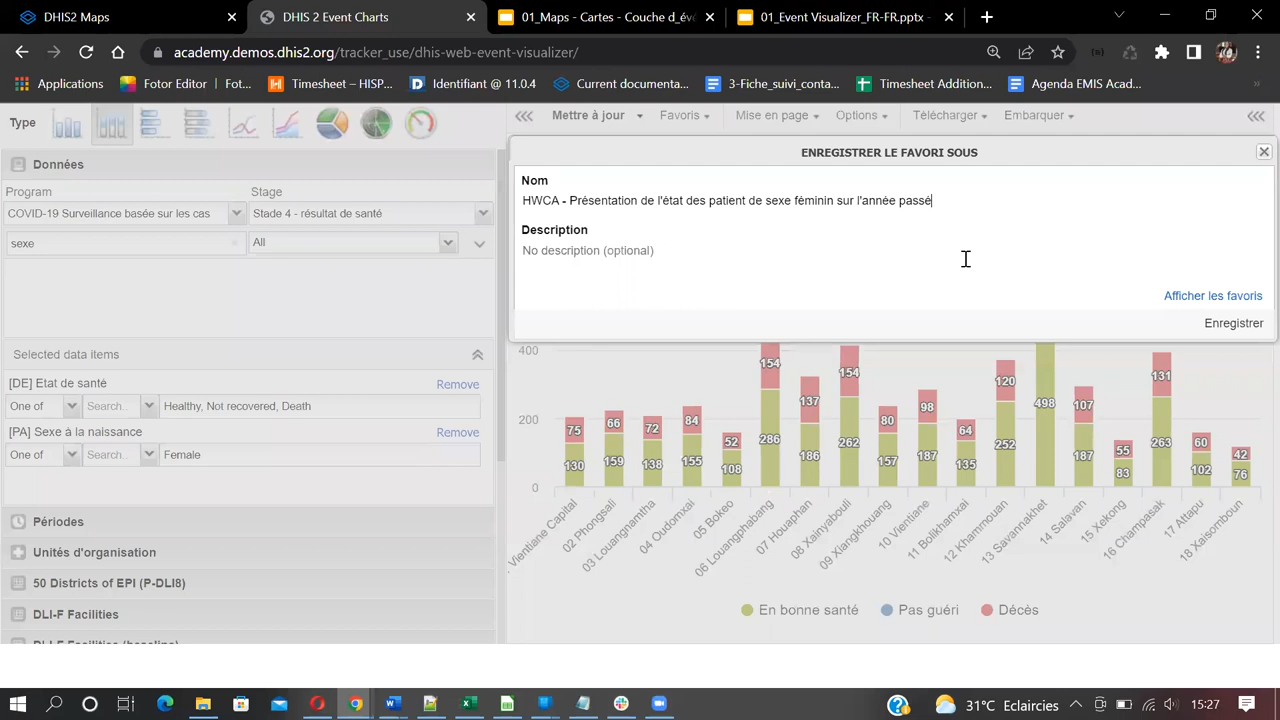 DHIS2 Maps
DHIS 2 Event Charts
01_Maps - Cartes - Couche d_évé
01_Event Visualizer_FR-FR.pptx -
academy.demos.dhis2.org/tracker_use/dhis-web-event-visualizer/
Applications
Fotor Editor | Fot...
Timesheet – HISP...
Identifiant @ 11.0.4
Current documenta...
3-Fiche_suivi_conta...
Timesheet Addition...
Agenda EMIS Acad...
Type
Mettre à jour
Favoris
Mise en page
Options
Télécharger
Embarquer
Données
Program
Stage
COVID-19 Surveillance basée sur les cas
Stade 4 - résultat de santé
sexe
All
Selected data items
[DE] Etat de santé
Remove
One of
Search..
Healthy, Not recovered, Death
[PA] Sexe à la naissance
Remove
One of
Search..
Female
Périodes
Unités d'organisation
50 Districts of EPI (P-DLI8)
DLI-F Facilities
DLI-F Facilities (baseline)
ENREGISTRER LE FAVORI SOUS
Nom
HWCA - Présentation de l'état des patient de sexe féminin sur l'année passé
Description
No description (optional)
Afficher les favoris
Enregistrer
400
200
0
154
154
131
137
120
498
107
98
75
66
72
84
52
286
186
262
80
187
64
252
187
55
263
60
42
130
159
138
155
108
157
135
83
102
76
Vientiane Capital
02 Phongsali
03 Louangnamtha
04 Oudomxai
05 Bokeo
06 Louangphabang
07 Houaphan
08 Xainyabouli
09 Xiangkhouang
10 Vientiane
11 Bolikhamxai
12 Khammouan
13 Savannakhet
14 Salavan
15 Xekong
16 Champasak
17 Attapu
18 Xaisomboun
En bonne santé
Pas guéri
Décès
31°C Eclaircies
15:27